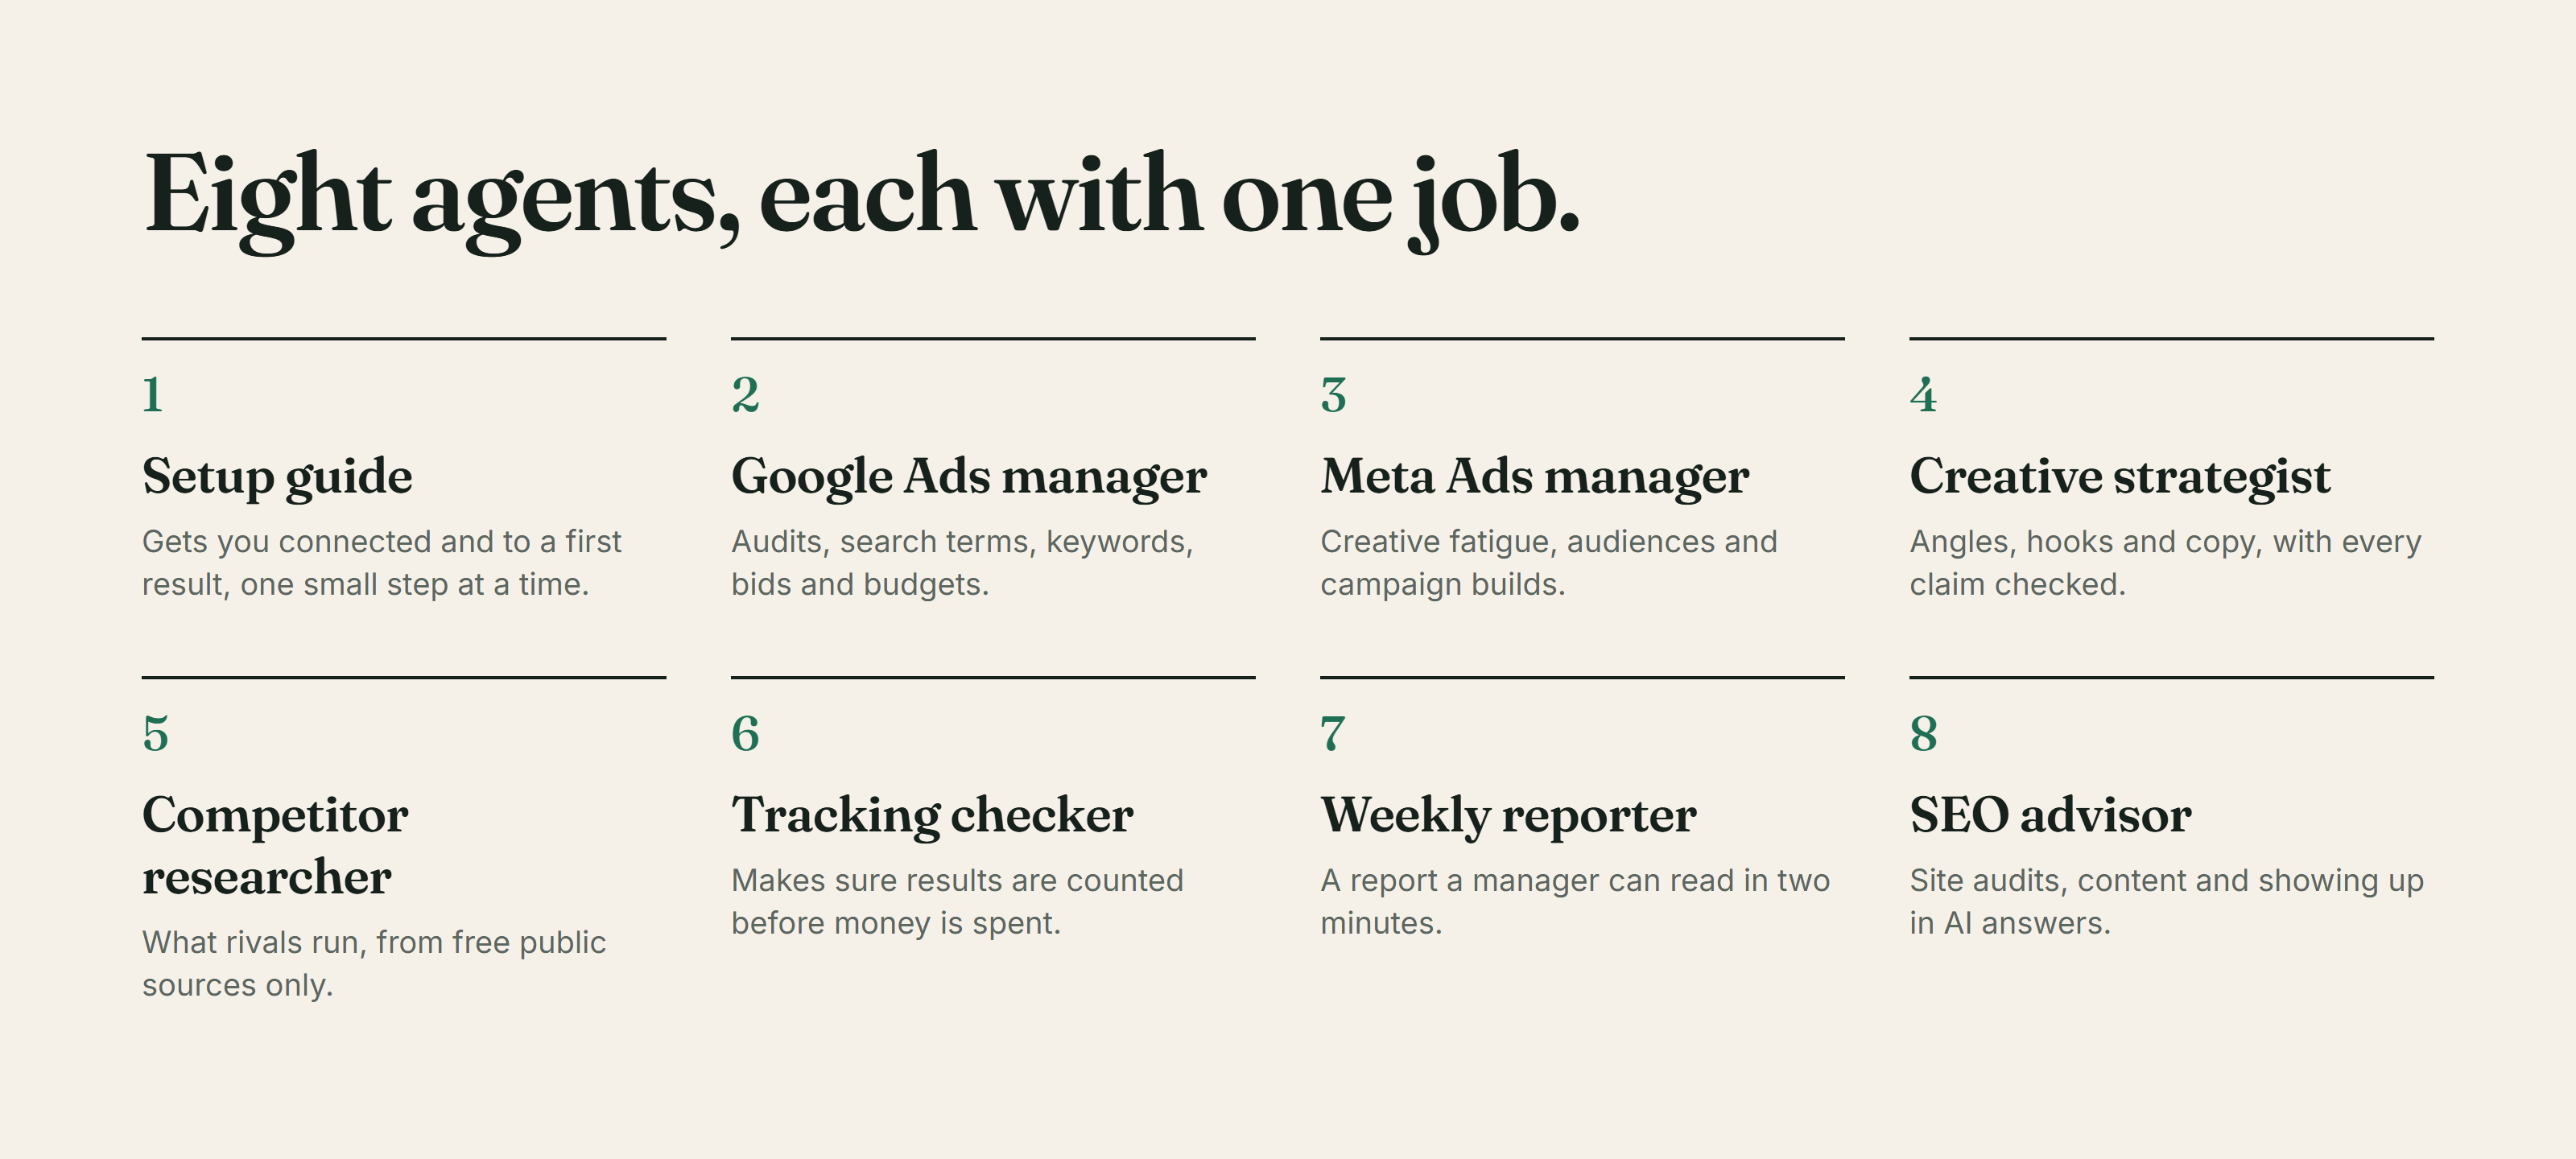 Eight agents, each with one job.
1
Setup guide
Gets you connected and to a first
result, one small step at a time.
2
Google Ads manager
Audits, search terms, keywords,
bids and budgets.
3
Meta Ads manager
Creative fatigue, audiences and
campaign builds.
4
Creative strategist
Angles, hooks and copy, with every
claim checked.
5
Competitor
researcher
What rivals run, from free public
sources only.
6
Tracking checker
Makes sure results are counted
before money is spent.
7
Weekly reporter
A report a manager can read in two
minutes.
8
SEO advisor
Site audits, content and showing up
in AI answers.